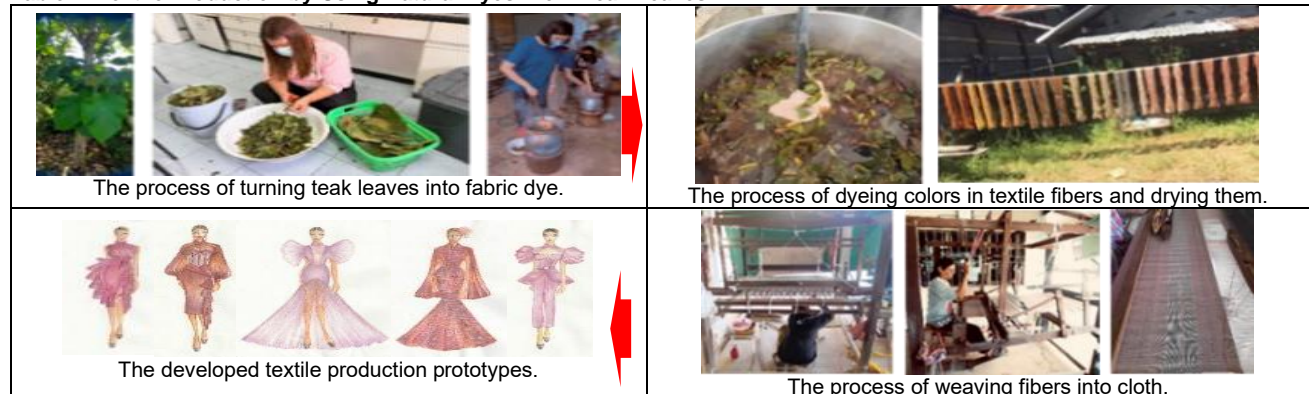 The process of turning teak leaves into fabric dye.
The process of dyeing colors in textile fibers and drying them.
The developed textile production prototypes.
The process of weaving fibers into cloth.